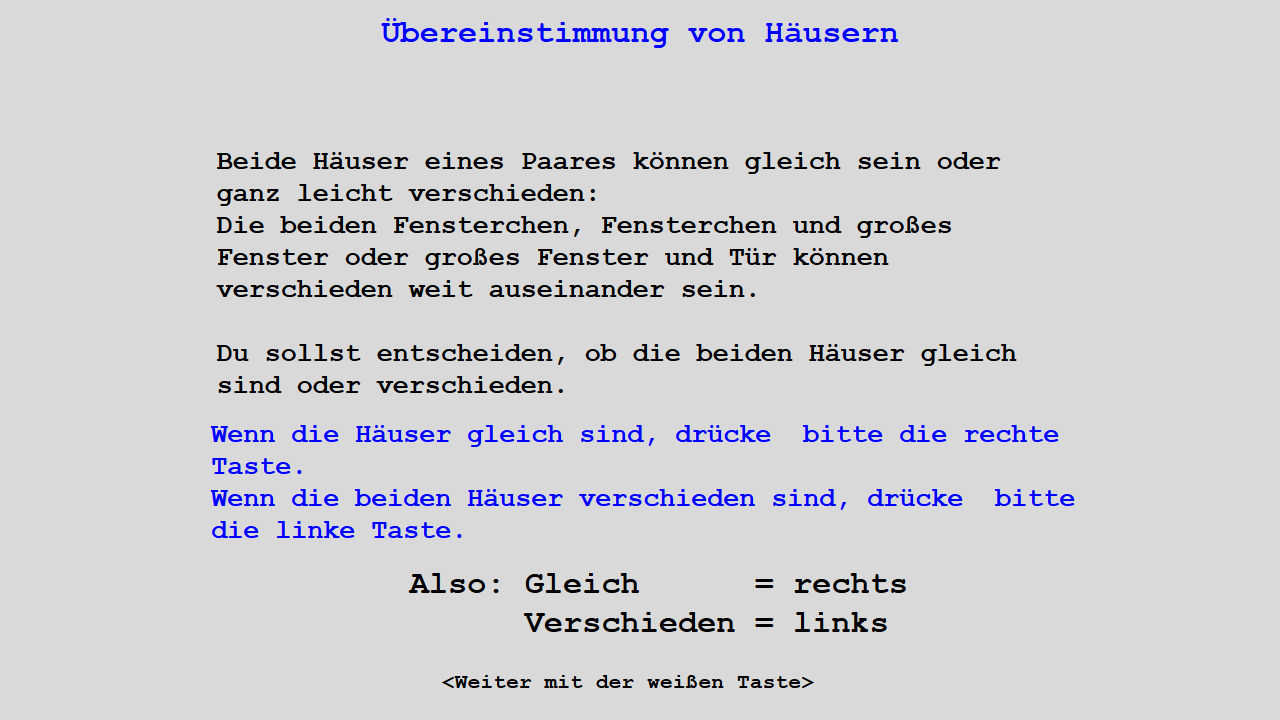 Übereinstimmung von Häusern
Beide Häuser eines Paares können gleich sein oder
ganz leicht verschieden:
Die beiden Fensterchen, Fensterchen und großes
Fenster oder großes Fenster und Tür können
verschieden weit auseinander sein.
Du sollst entscheiden, ob die beiden Häuser gleich
sind oder verschieden.
Wenn die Häuser gleich sind, drücke  bitte die rechte
Taste.
Wenn die beiden Häuser verschieden sind, drücke  bitte
die linke Taste.
Also: Gleich      = rechts
Verschieden = links
<Weiter mit der weißen Taste>